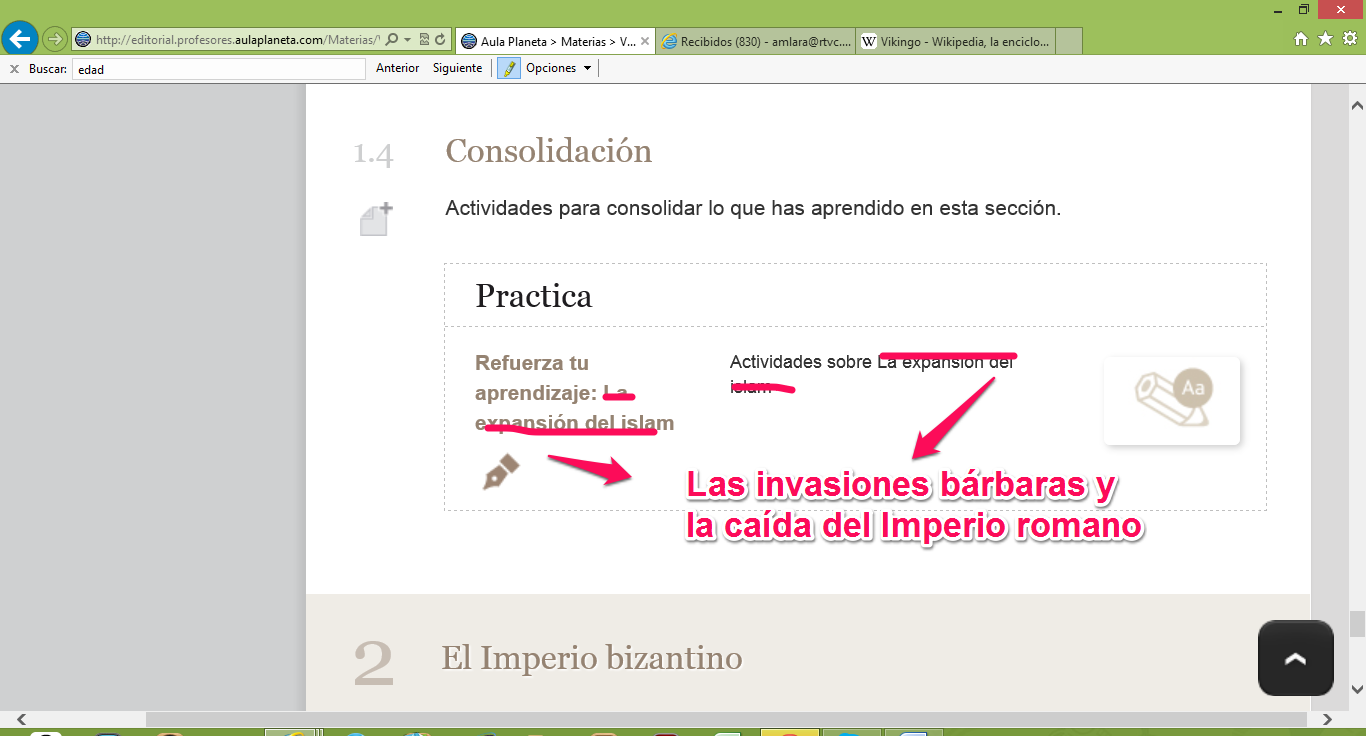 http://editorial.profesores.aulaplaneta.com/Materias/
Aula Planeta > Materias > V...
Recibidos (830) - amlara@rtvc....
W Vikingo - Wikipedia, la enciclo...
x Buscar: edad Anterior Siguiente Opciones
1.4 Consolidación
Actividades para consolidar lo que has aprendido en esta sección.
Practica
Refuerza tu
aprendizaje: La
expansión del islam
Actividades sobre La expansión del
islam
Aa
Las invasiones bárbaras y
la caída del Imperio romano
2 El Imperio bizantino